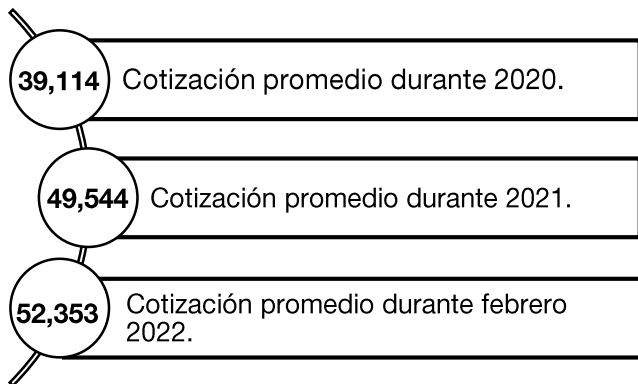 39,114 Cotización promedio durante 2020.
49,544 Cotización promedio durante 2021.
52,353 Cotización promedio durante febrero
2022.